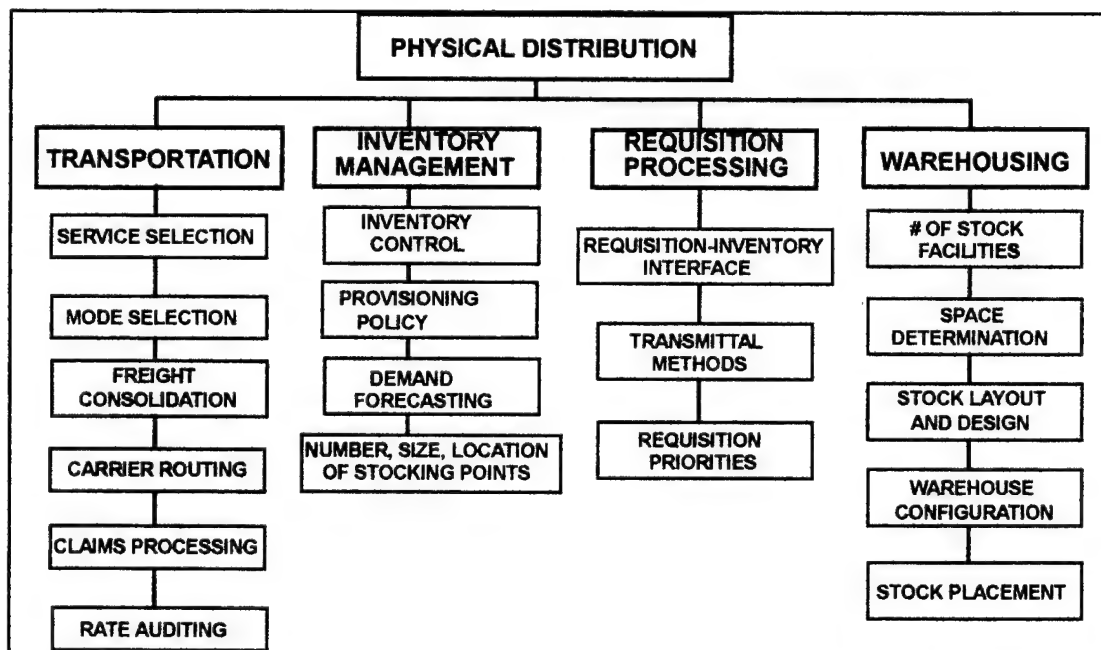 PHYSICAL DISTRIBUTION
TRANSPORTATION
SERVICE SELECTION
MODE SELECTION
FREIGHT
CONSOLIDATION
CARRIER ROUTING
CLAIMS PROCESSING
RATE AUDITING
INVENTORY
MANAGEMENT
INVENTORY
CONTROL
PROVISIONING
POLICY
DEMAND
FORECASTING
NUMBER, SIZE, LOCATION
OF STOCKING POINTS
REQUISITION
PROCESSING
REQUISITION-INVENTORY
INTERFACE
TRANSMITTAL
METHODS
REQUISITION
PRIORITIES
WAREHOUSING
# OF STOCK
FACILITIES
SPACE
DETERMINATION
STOCK LAYOUT
AND DESIGN
WAREHOUSE
CONFIGURATION
STOCK PLACEMENT